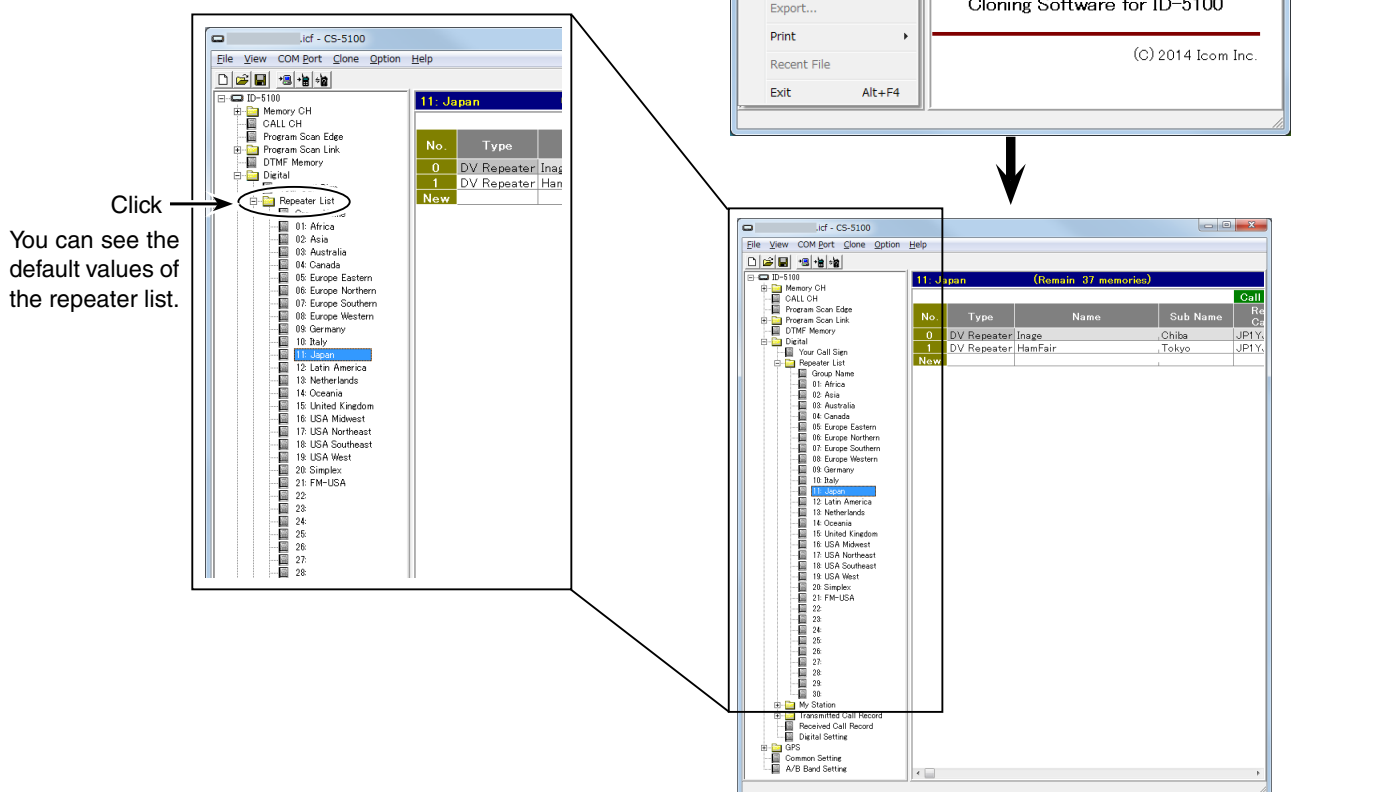 Export...
Print
Recent File
Exit Alt+F4
Cloning Software for ID-5100
(C) 2014 Icom Inc.
Click
You can see the
default values of
the repeater list.
.icf - CS-5100
File View COM Port Clone Option Help
ID-5100
Memory CH
CALL CH
Program Scan Edge
Program Scan Link
DTMF Memory
Digital
Repeater List
01: Africa
02: Asia
03: Australia
04: Canada
05: Europe Eastern
06: Europe Northern
07: Europe Southern
08: Europe Western
09: Germany
10: Italy
11: Japan
12: Latin America
13: Netherlands
14: Oceania
15: United Kingdom
16: USA Midwest
17: USA Northeast
18: USA Southeast
19: USA West
20: Simplex
21: FM-USA
22:
23:
24:
25:
26:
27:
28:
11: Japan
No. Type
0 DV Repeater Inag
1 DV Repeater Ham
New
.icf - CS-5100
File View COM Port Clone Option Help
ID-5100
Memory CH
CALL CH
Program Scan Edge
Program Scan Link
DTMF Memory
Digital
Your Call Sign
Repeater List
Group Name
01: Africa
02: Asia
03: Australia
04: Canada
05: Europe Eastern
06: Europe Northern
07: Europe Southern
08: Europe Western
09: Germany
10: Italy
11: Japan
12: Latin America
13: Netherlands
14: Oceania
15: United Kingdom
16: USA Midwest
17: USA Northeast
18: USA Southeast
19: USA West
20: Simplex
21: FM-USA
22:
23:
24:
25:
26:
27:
28:
29:
30:
My Station
Transmitted Call Record
Received Call Record
Digital Setting
GPS
Common Setting
A/B Band Setting
11: Japan (Remain 37 memories)
Call
No. Type Name Sub Name Re
Ca
0 DV Repeater Inage Chiba JP1Y
1 DV Repeater HamFair Tokyo JP1Y
New